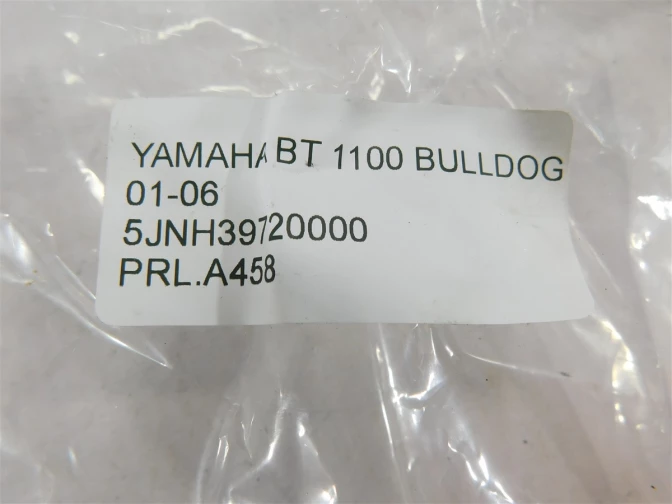 YAMAHA BT 1100 BULLDOG
01-06
5JNH39720000
PRL.A458